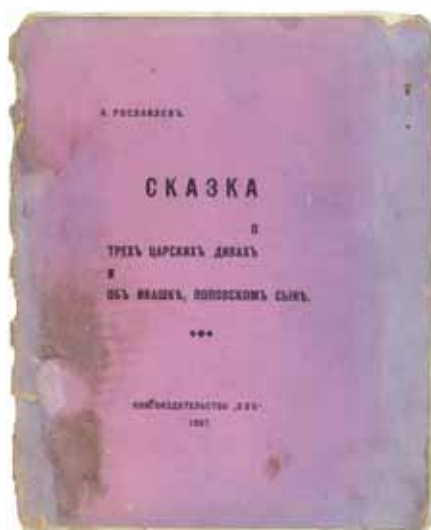 А. РОСЛАВЛЕВЪ.
СКАЗКА
О
ТРЕХЪ ЦАРСКИХЪ ДИВАХЪ
И
ОБЪ ИВАШКѢ, ПОПОВСКОМЪ СЫНѢ.
КНИГОИЗДАТЕЛЬСТВО
1907.